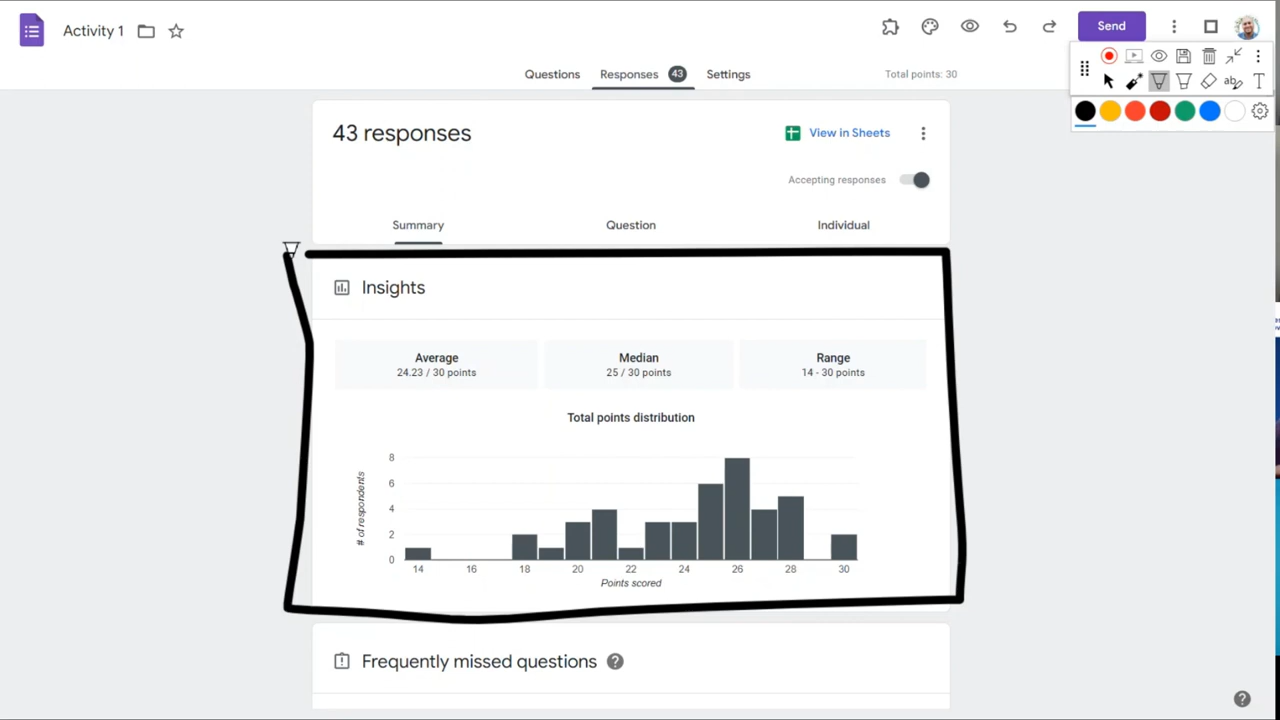 Activity 1
Send
Questions Responses 43 Settings Total points: 30
43 responses
View in Sheets
Accepting responses
Summary Question Individual
Insights
Average Median Range
24.23 / 30 points 25 / 30 points 14 - 30 points
Total points distribution
# of respondents
8
6
4
2
0
14 16 18 20 22 24 26 28 30
Points scored
Frequently missed questions